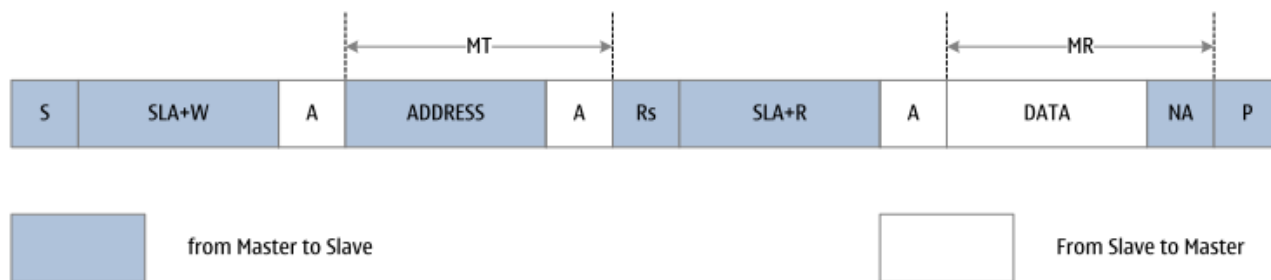 MT MR
S SLA+W A ADDRESS A Rs SLA+R A DATA NA P
from Master to Slave From Slave to Master